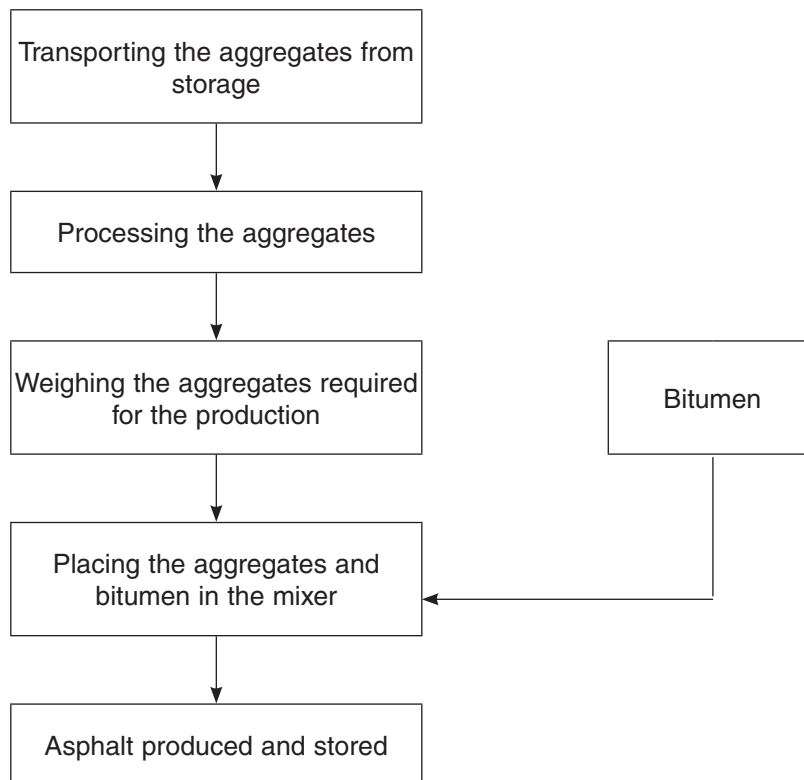 Transporting the aggregates from
storage
Processing the aggregates
Weighing the aggregates required
for the production
Bitumen
Placing the aggregates and
bitumen in the mixer
Asphalt produced and stored